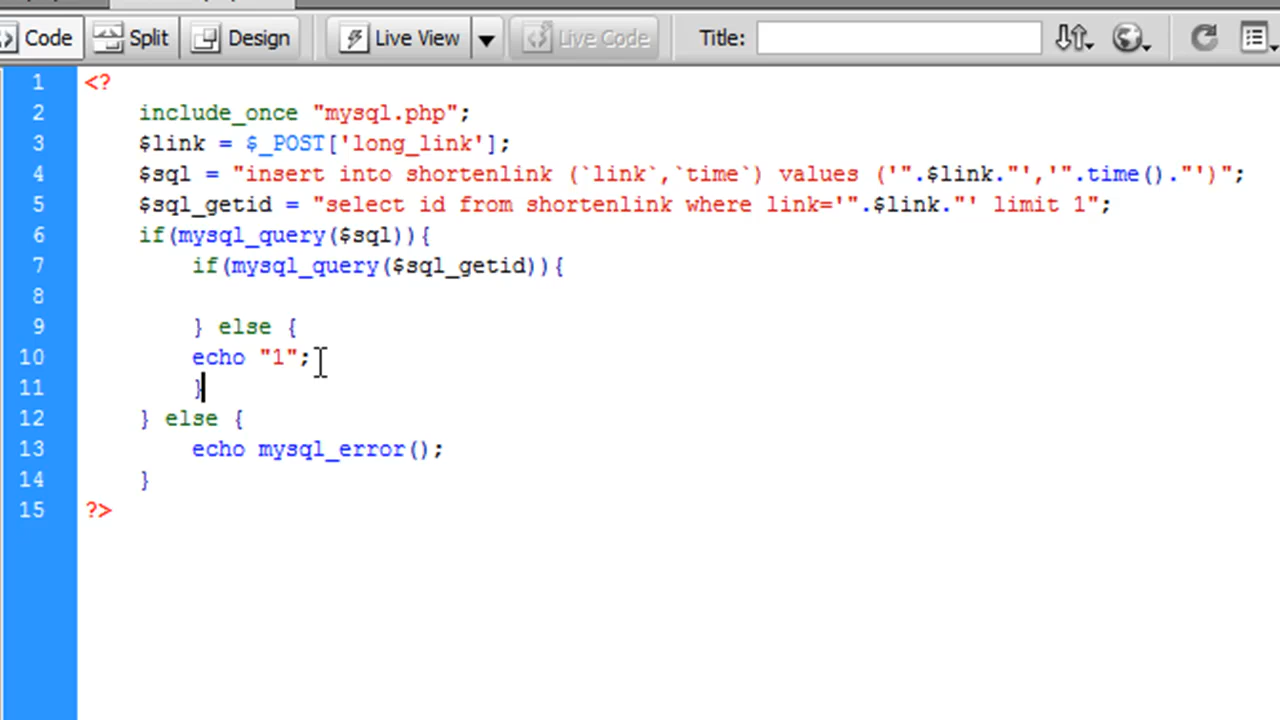 Code Split Design Live View Live Code Title:
1 <?
2 include_once "mysql.php";
3 $link = $_POST['long_link'];
4 $sql = "insert into shortenlink (`link`,`time`) values ('".$link."','".time()."')";
5 $sql_getid = "select id from shortenlink where link='".$link."' limit 1";
6 if(mysql_query($sql)){
7 if(mysql_query($sql_getid)){
8
9 } else {
10 echo "1";
11 }
12 } else {
13 echo mysql_error();
14 }
15 ?>